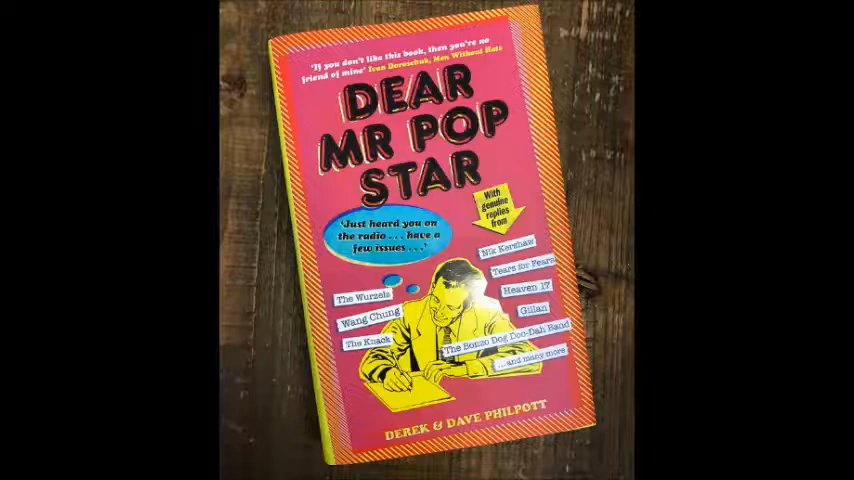 'If you don't like this book, then you're no
friend of mine' Ivan Doroschuk, Men Without Hats
DEAR
MR POP
STAR
With
genuine
replies
from
'Just heard you on
the radio . . . have a
few issues . . .'
Nik Kershaw
Tears for Fears
Heaven 17
Gillan
The Bonzo Dog Doo-Dah Band
...and many more
The Wurzels
Wang Chung
The Knack
DEREK & DAVE PHILPOTT